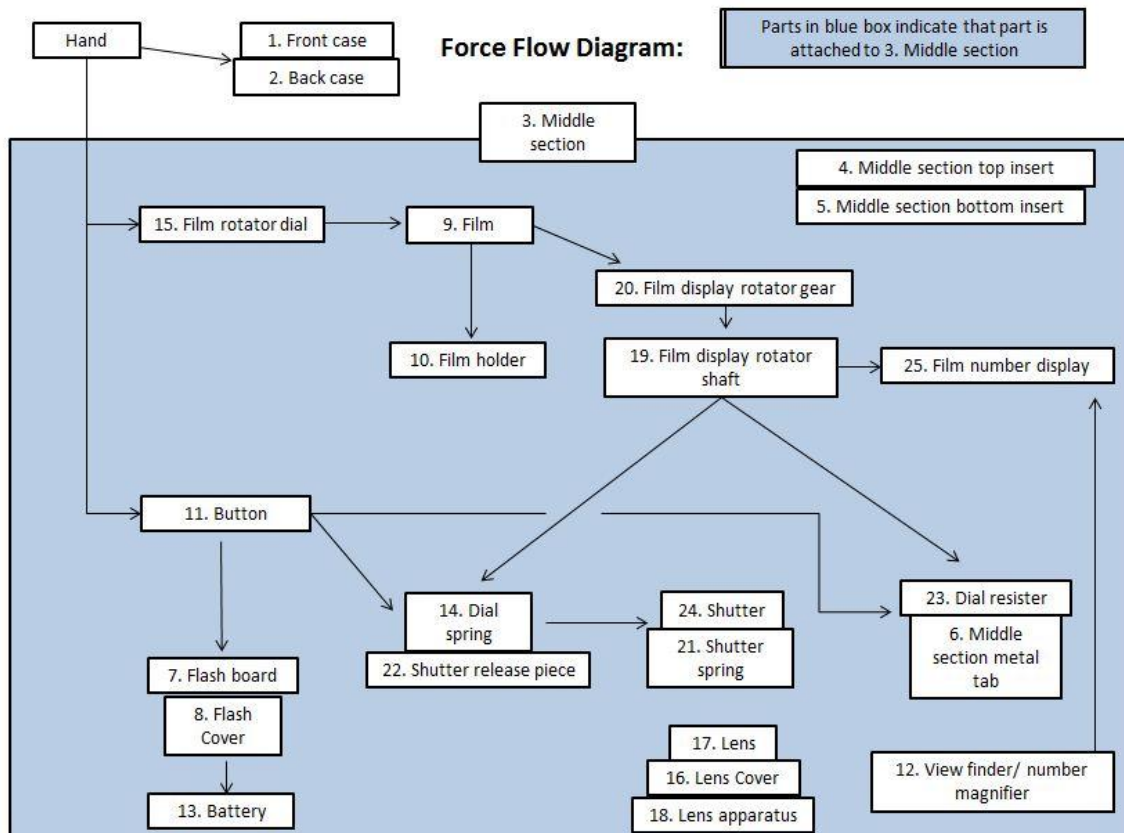 Hand
1. Front case
2. Back case
Force Flow Diagram:
Parts in blue box indicate that part is
attached to 3. Middle section
3. Middle
section
4. Middle section top insert
5. Middle section bottom insert
15. Film rotator dial
9. Film
20. Film display rotator gear
10. Film holder
19. Film display rotator
shaft
25. Film number display
11. Button
14. Dial
spring
22. Shutter release piece
24. Shutter
21. Shutter
spring
23. Dial resister
6. Middle
section metal
tab
7. Flash board
8. Flash
Cover
13. Battery
17. Lens
16. Lens Cover
18. Lens apparatus
12. View finder/ number
magnifier